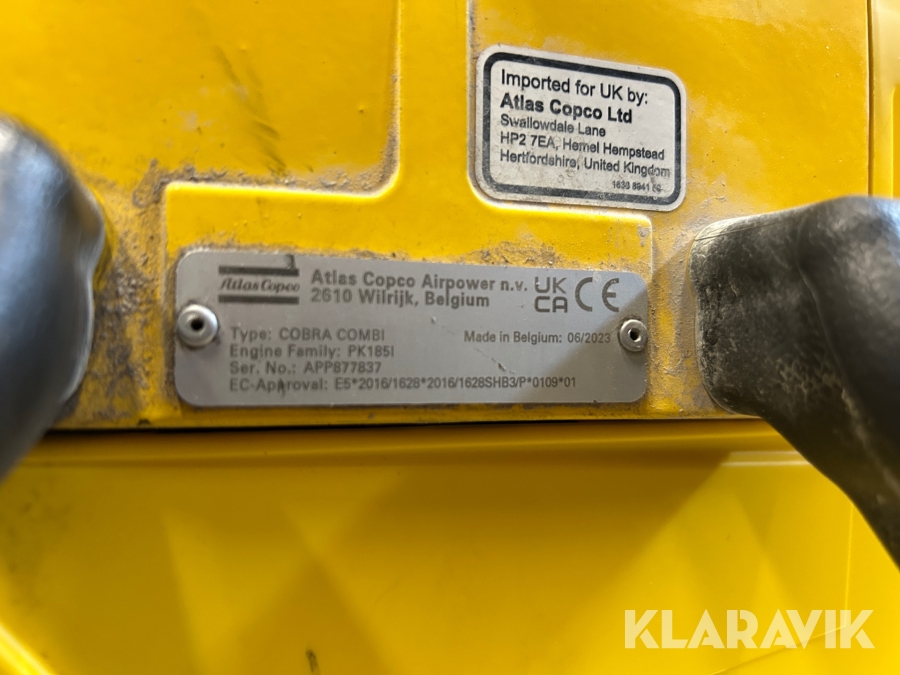 Imported for UK by:
Atlas Copco Ltd
Swallowdale Lane
HP2 7EA, Hemel Hempstead
Hertfordshire, United Kingdom
Atlas Copco
Atlas Copco Airpower n.v.
2610 Wilrijk, Belgium
UK
CA
CE
Type: COBRA COMBI
Made in Belgium: 06/2023
Engine Family: PK185I
Ser. No.: APP877837
EC-Approval: E5*2016/1628*2016/1628SHB3/P*0109*01
KLARAVIK